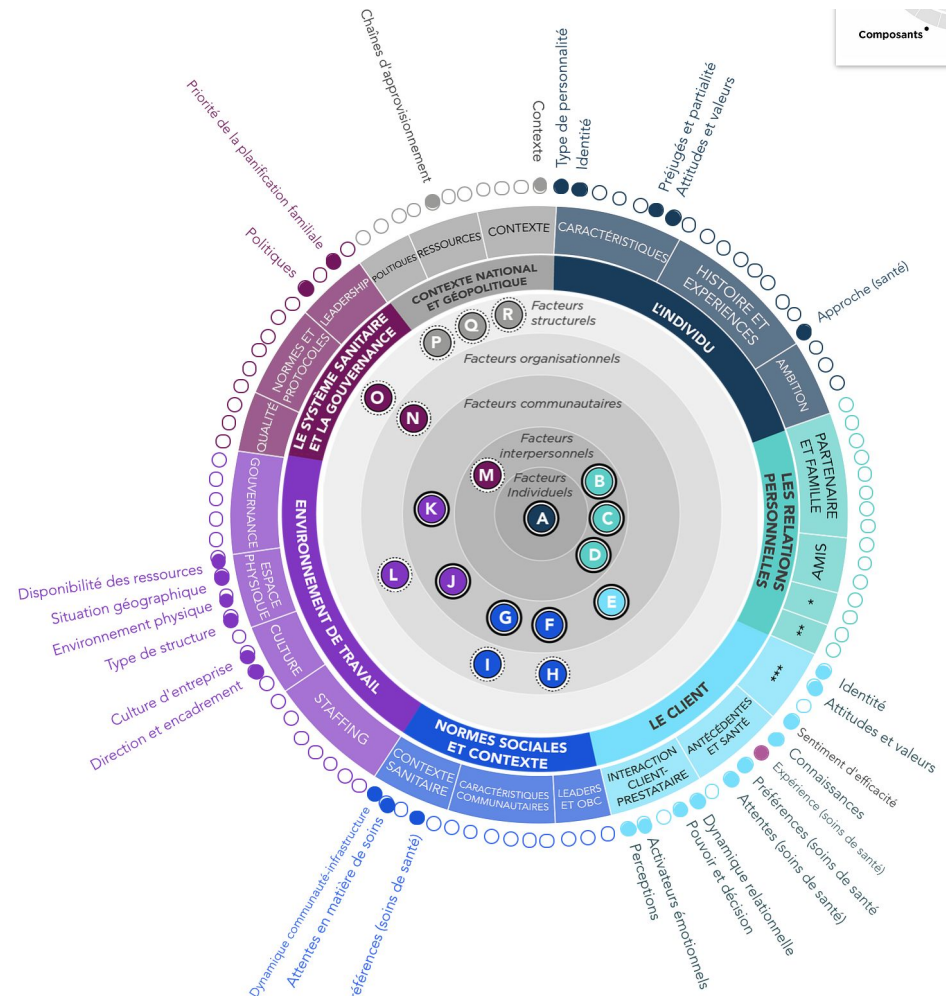 Composants
Chaînes d'approvisionnement
Contexte
Type de personnalité
Identité
Préjugés et partialité
Attitudes et valeurs
Priorité de la planification familiale
Politiques
Approche (santé)
POLITIQUES
RESSOURCES
CONTEXTE
CARACTÉRISTIQUES
HISTOIRE ET
EXPERIENCES
AMBITION
LEADERSHIP
NORMES ET
PROTOCOLES
QUALITÉ
CONTEXTE NATIONAL
ET GÉOPOLITIQUE
L'INDIVIDU
LE SYSTÈME SANITAIRE
ET LA GOUVERNANCE
Facteurs
structurels
Facteurs organisationnels
Facteurs communautaires
Facteurs
interpersonnels
Facteurs
Individuels
R
Q
P
O
N
M
B
K
C
A
D
L
J
E
G
F
I
H
PARTENAIRE
ET FAMILLE
AMIS
*
**
***
LES RELATIONS
PERSONNELLES
GOUVERNANCE
ESPACE
PHYSIQUE
CULTURE
STAFFING
ENVIRONNEMENT DE TRAVAIL
LE CLIENT
ANTÉCÉDENTES
ET SANTÉ
INTERACTION
CLIENT-
PRESTATAIRE
NORMES SOCIALES
ET CONTEXTE
CONTEXTE
SANITAIRE
CARACTÉRISTIQUES
COMMUNAUTAIRES
LEADERS
ET OBC
Disponibilité des ressources
Situation géographique
Environnement physique
Type de structure
Culture d'entreprise
Direction et encadrement
Identité
Attitudes et valeurs
Sentiment d'efficacité
Connaissances
Expérience (soins de santé)
Préférences (soins de santé
Attentes (soins de santé)
Dynamique relationnelle
Pouvoir et décision
Activateurs émotionnels
Perceptions
Dynamique communauté-infrastructure
Attentes en matière de soins
références (soins de santé)